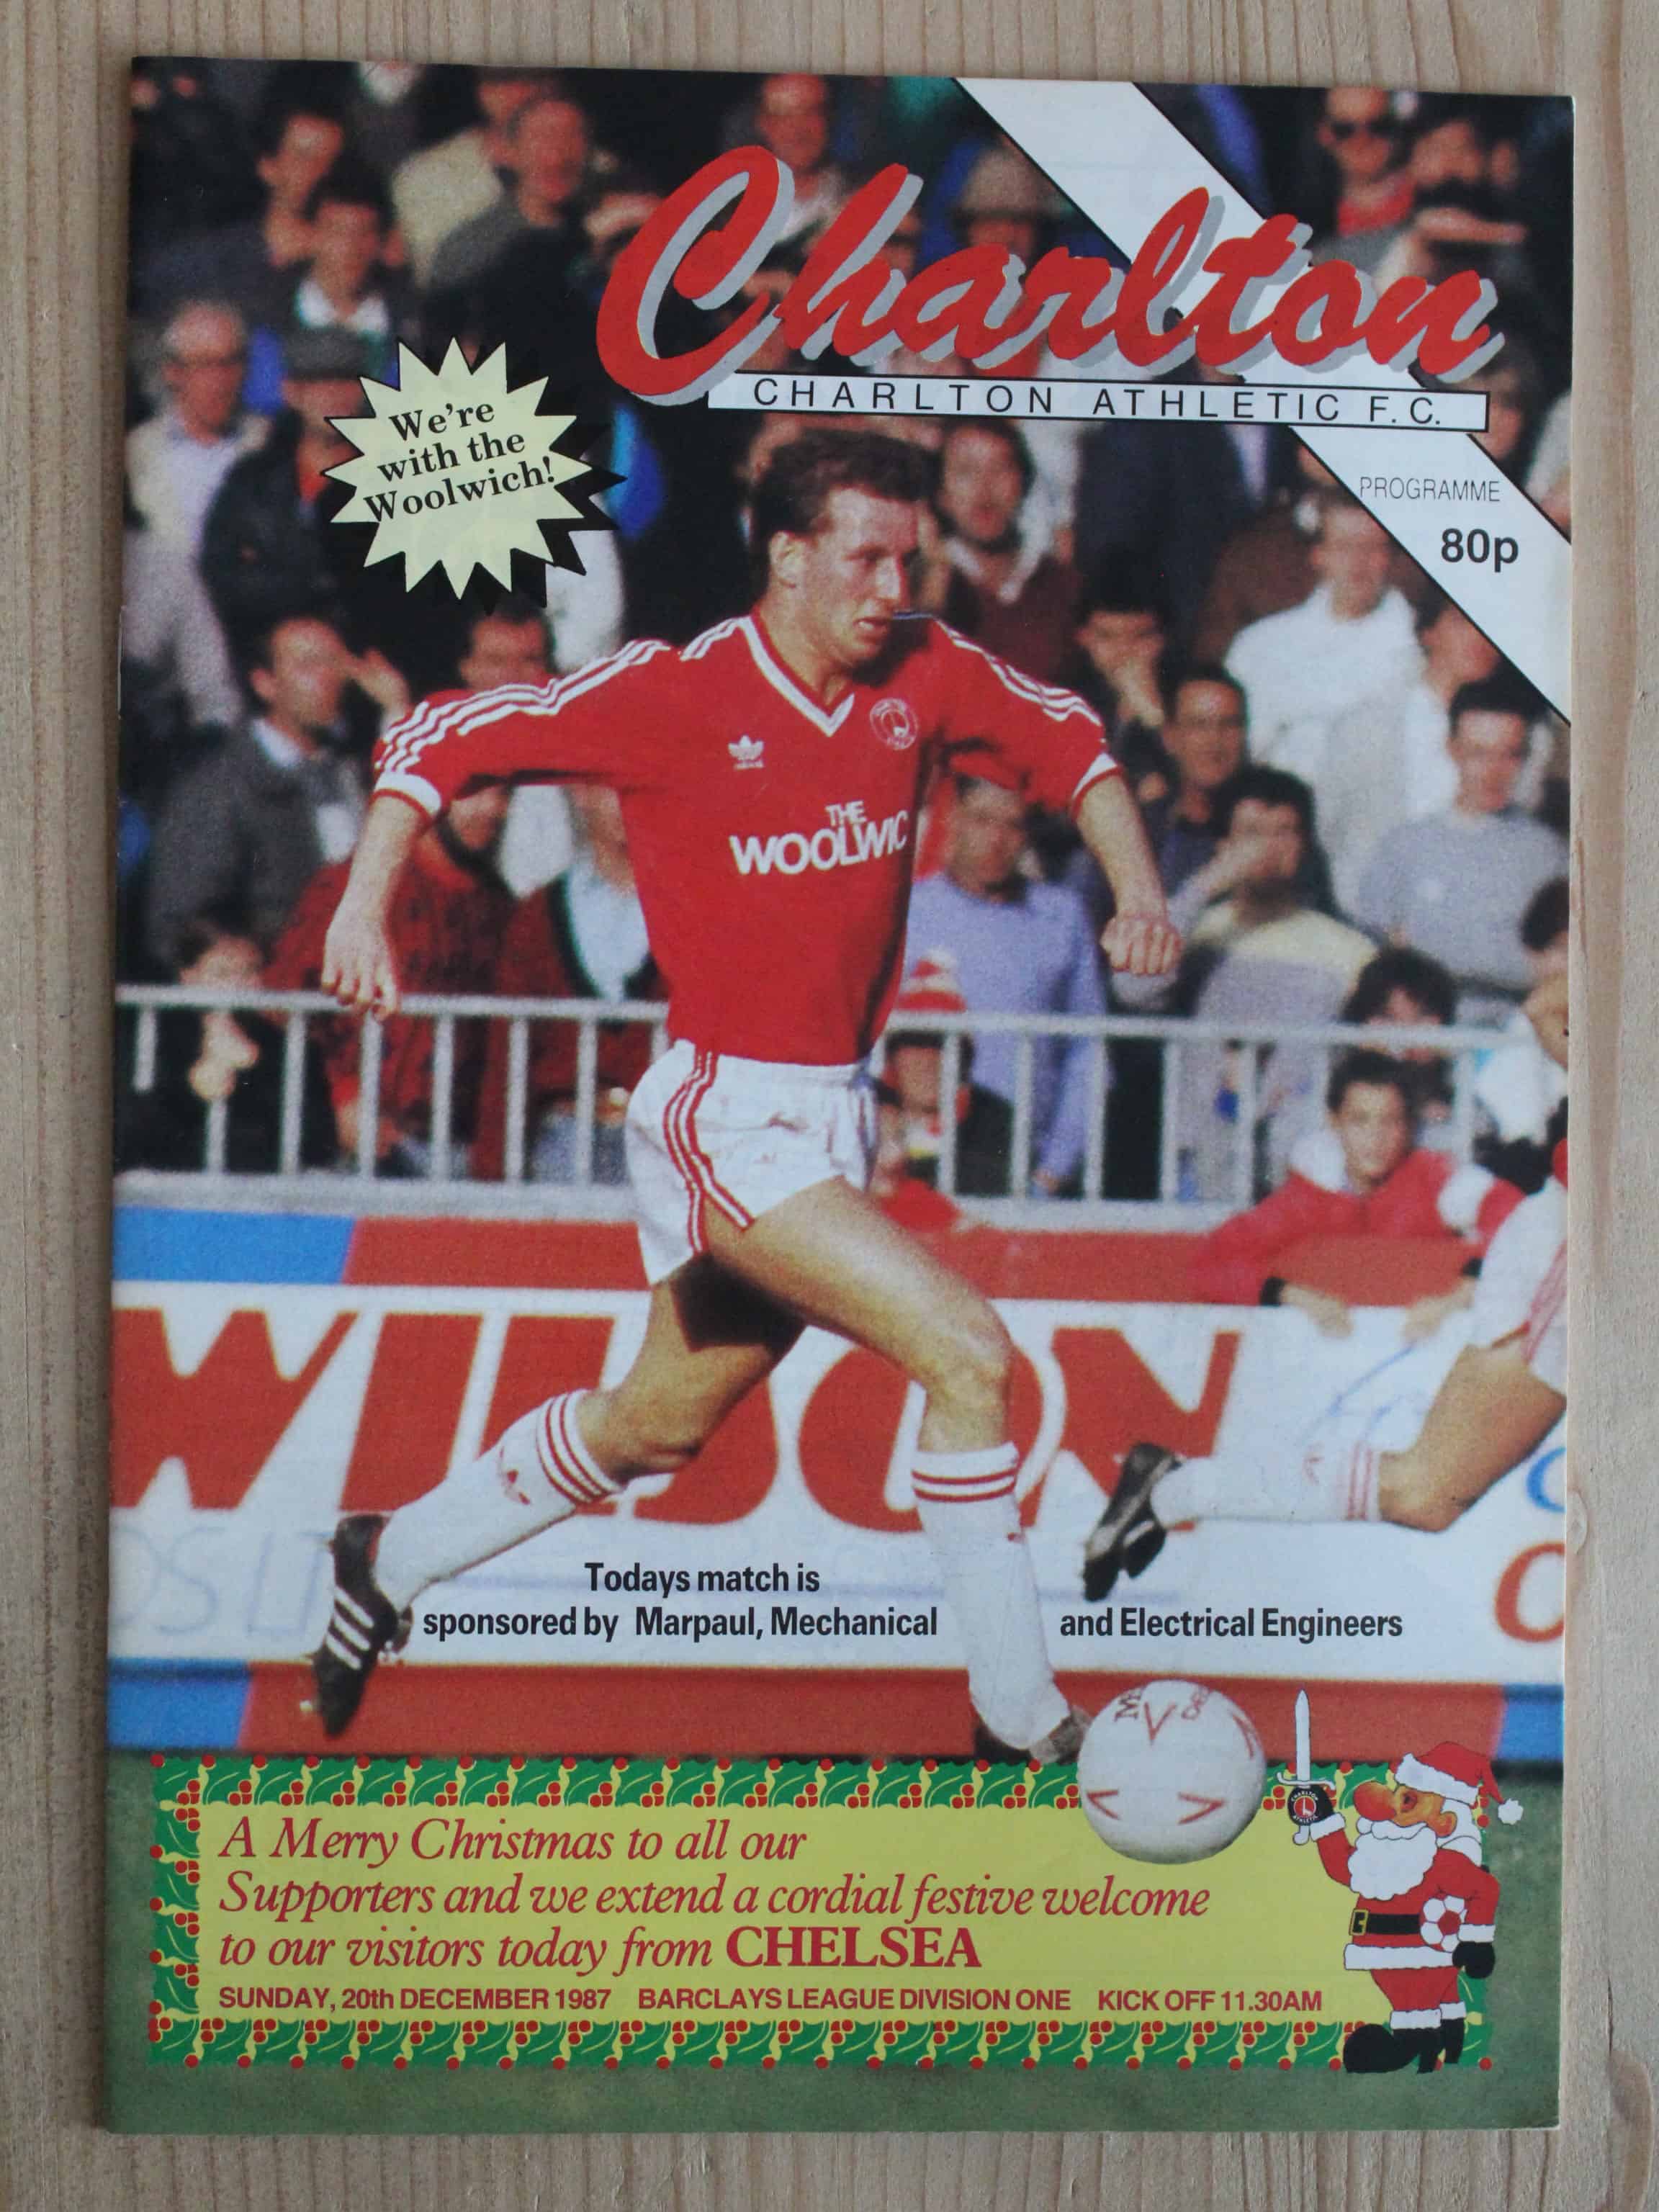 Charlton
CHARLTON ATHLETIC F.C.
We're
with the
Woolwich!
PROGRAMME
80p
THE
WOOLWIC
WILSON
Todays match is
sponsored by Marpaul, Mechanical and Electrical Engineers
A Merry Christmas to all our
Supporters and we extend a cordial festive welcome
to our visitors today from CHELSEA
SUNDAY, 20th DECEMBER 1987 BARCLAYS LEAGUE DIVISION ONE KICK OFF 11.30AM